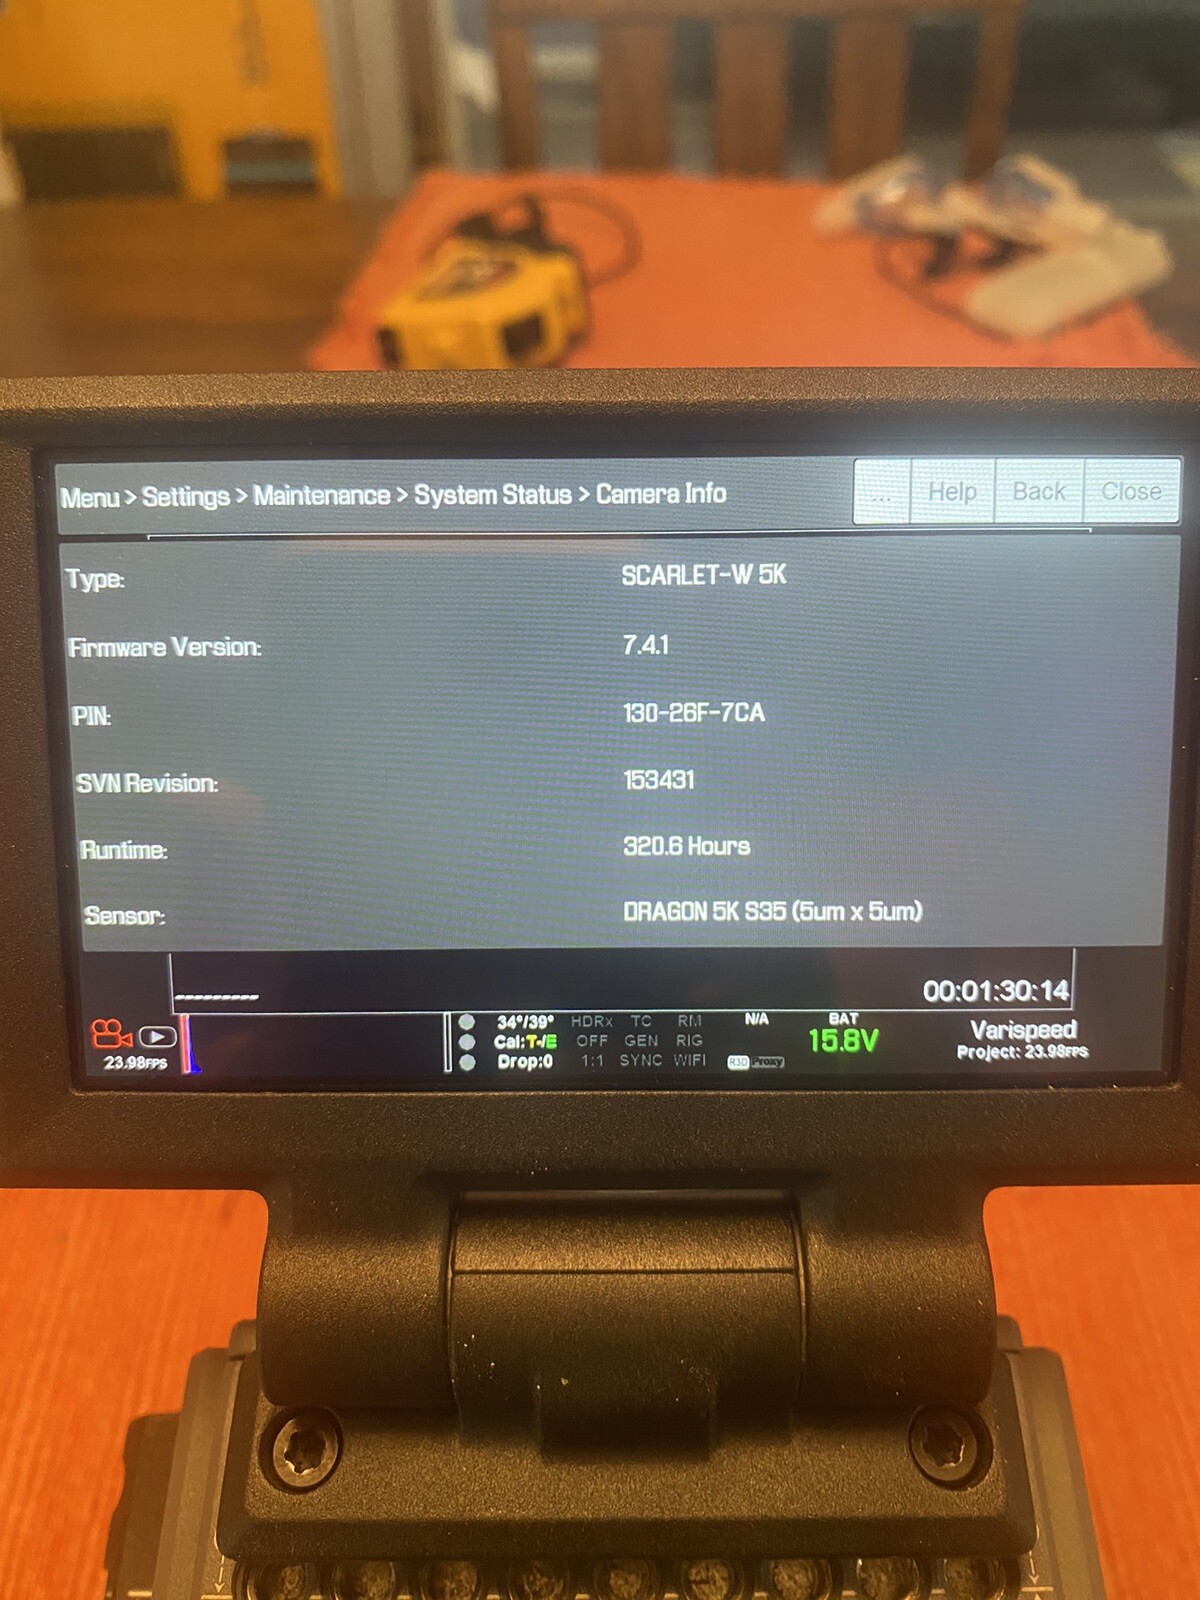 Menu > Settings > Maintenance > System Status > Camera Info
... Help Back Close
Type: SCARLET-W 5K
Firmware Version: 7.4.1
PIN: 130-26F-7CA
SVN Revision: 153431
Runtime: 320.6 Hours
Sensor: DRAGON 5K S35 (5um x 5um)
00:01:30:14
34°/39° HDRx TC RM N/A BAT Varispeed
Cal:T-/E OFF GEN RIG 15.8V Project: 23.98FPS
23.98FPS Drop:0 1:1 SYNC WIFI R3D Proxy